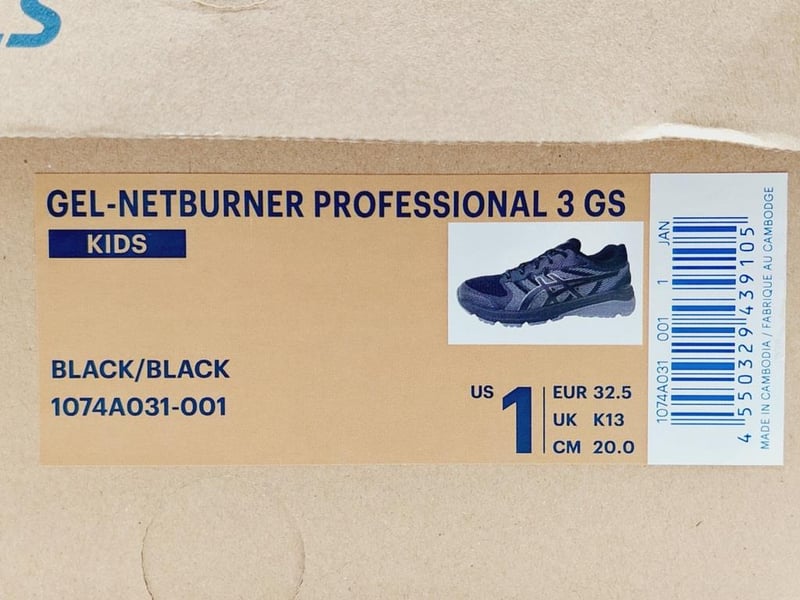 GEL-NETBURNER PROFESSIONAL 3 GS
KIDS
BLACK/BLACK
1074A031-001
US 1
EUR 32.5
UK K13
CM 20.0
1074A031 001 1 JAN
4 550329 439105
MADE IN CAMBODIA / FABRIQUE AU CAMBODGE